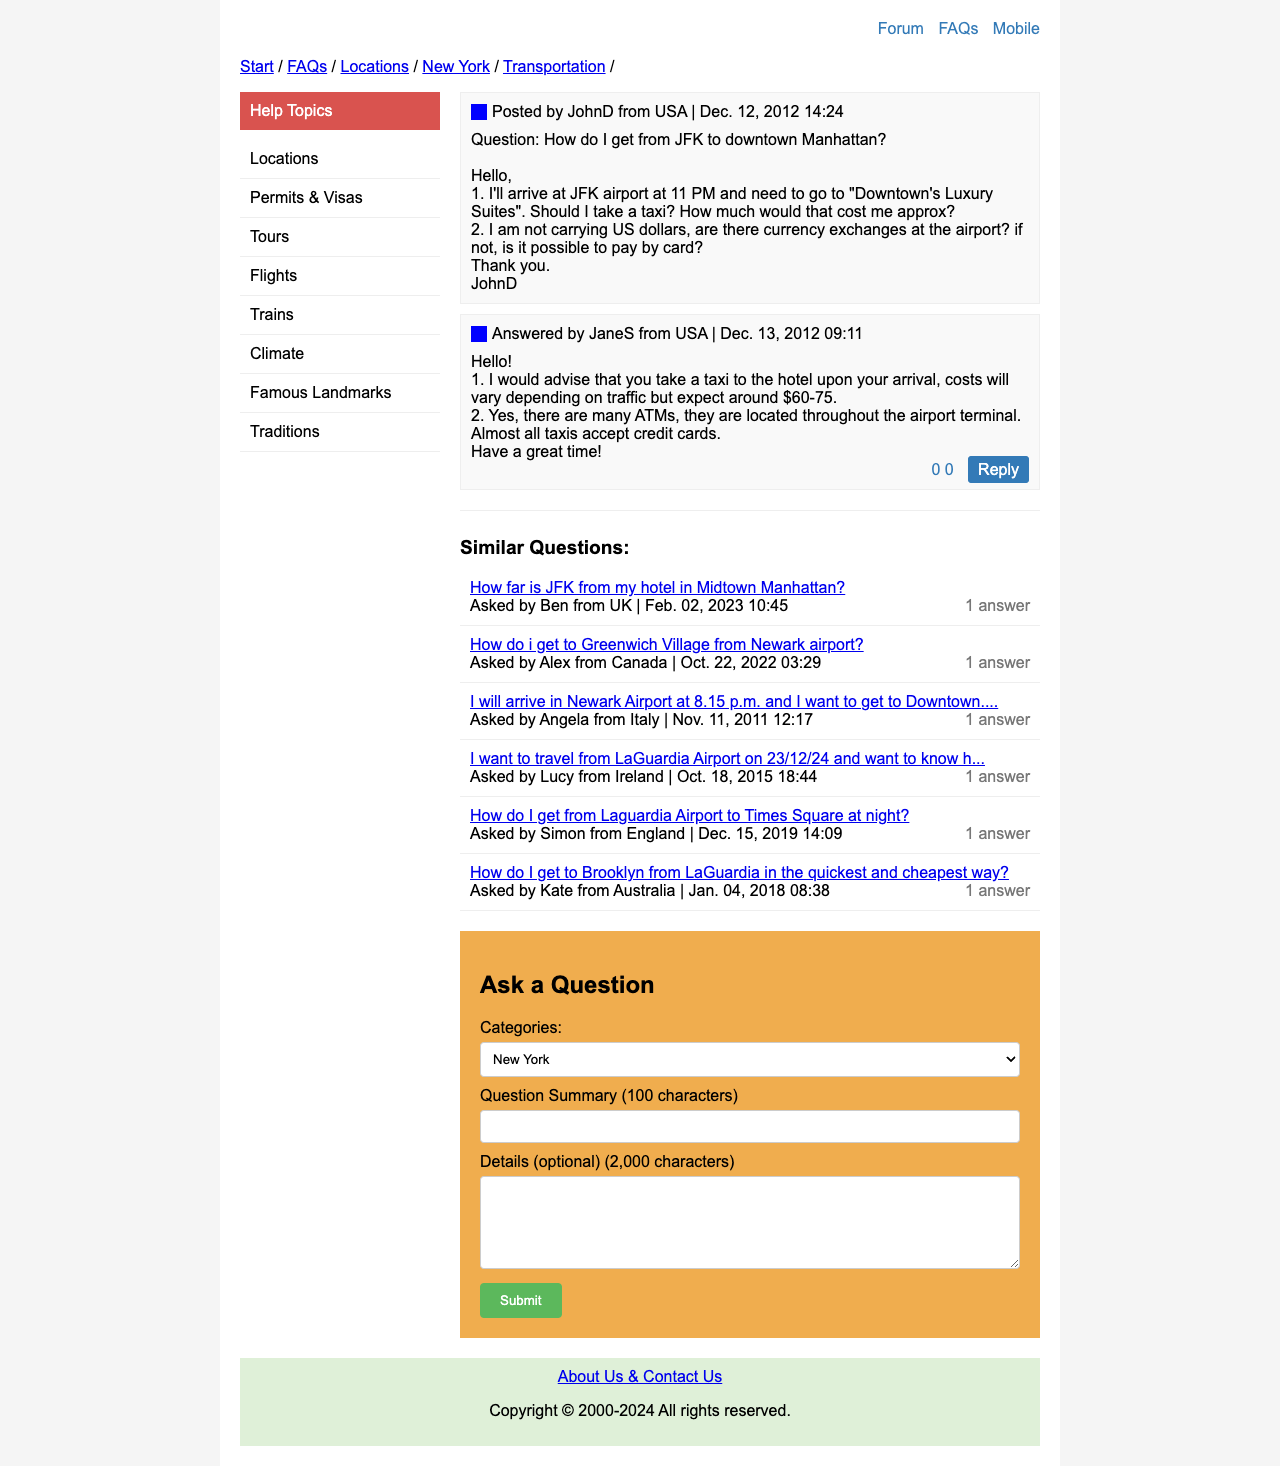 Forum FAQs Mobile
Start / FAQs / Locations / New York / Transportation /
Help Topics
Locations
Permits & Visas
Tours
Flights
Trains
Climate
Famous Landmarks
Traditions
Posted by JohnD from USA | Dec. 12, 2012 14:24
Question: How do I get from JFK to downtown Manhattan?
Hello,
1. I'll arrive at JFK airport at 11 PM and need to go to "Downtown's Luxury
Suites". Should I take a taxi? How much would that cost me approx?
2. I am not carrying US dollars, are there currency exchanges at the airport? if
not, is it possible to pay by card?
Thank you.
JohnD
Answered by JaneS from USA | Dec. 13, 2012 09:11
Hello!
1. I would advise that you take a taxi to the hotel upon your arrival, costs will
vary depending on traffic but expect around $60-75.
2. Yes, there are many ATMs, they are located throughout the airport terminal.
Almost all taxis accept credit cards.
Have a great time!
0 0 Reply
Similar Questions:
How far is JFK from my hotel in Midtown Manhattan?
Asked by Ben from UK | Feb. 02, 2023 10:45 1 answer
How do i get to Greenwich Village from Newark airport?
Asked by Alex from Canada | Oct. 22, 2022 03:29 1 answer
I will arrive in Newark Airport at 8.15 p.m. and I want to get to Downtown....
Asked by Angela from Italy | Nov. 11, 2011 12:17 1 answer
I want to travel from LaGuardia Airport on 23/12/24 and want to know h...
Asked by Lucy from Ireland | Oct. 18, 2015 18:44 1 answer
How do I get from Laguardia Airport to Times Square at night?
Asked by Simon from England | Dec. 15, 2019 14:09 1 answer
How do I get to Brooklyn from LaGuardia in the quickest and cheapest way?
Asked by Kate from Australia | Jan. 04, 2018 08:38 1 answer
Ask a Question
Categories:
New York
Question Summary (100 characters)
Details (optional) (2,000 characters)
Submit
About Us & Contact Us
Copyright © 2000-2024 All rights reserved.